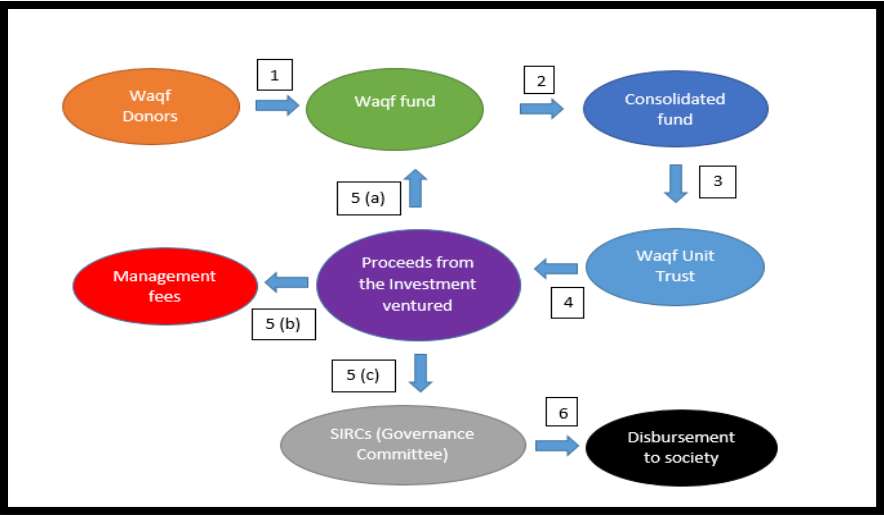 1
2
Waqf
Donors
Waqf fund
Consolidated
fund
3
5 (a)
Management
fees
Proceeds from
the Investment
ventured
Waqf Unit
Trust
4
5 (b)
5 (c)
6
SIRCs (Governance
Committee)
Disbursement
to society